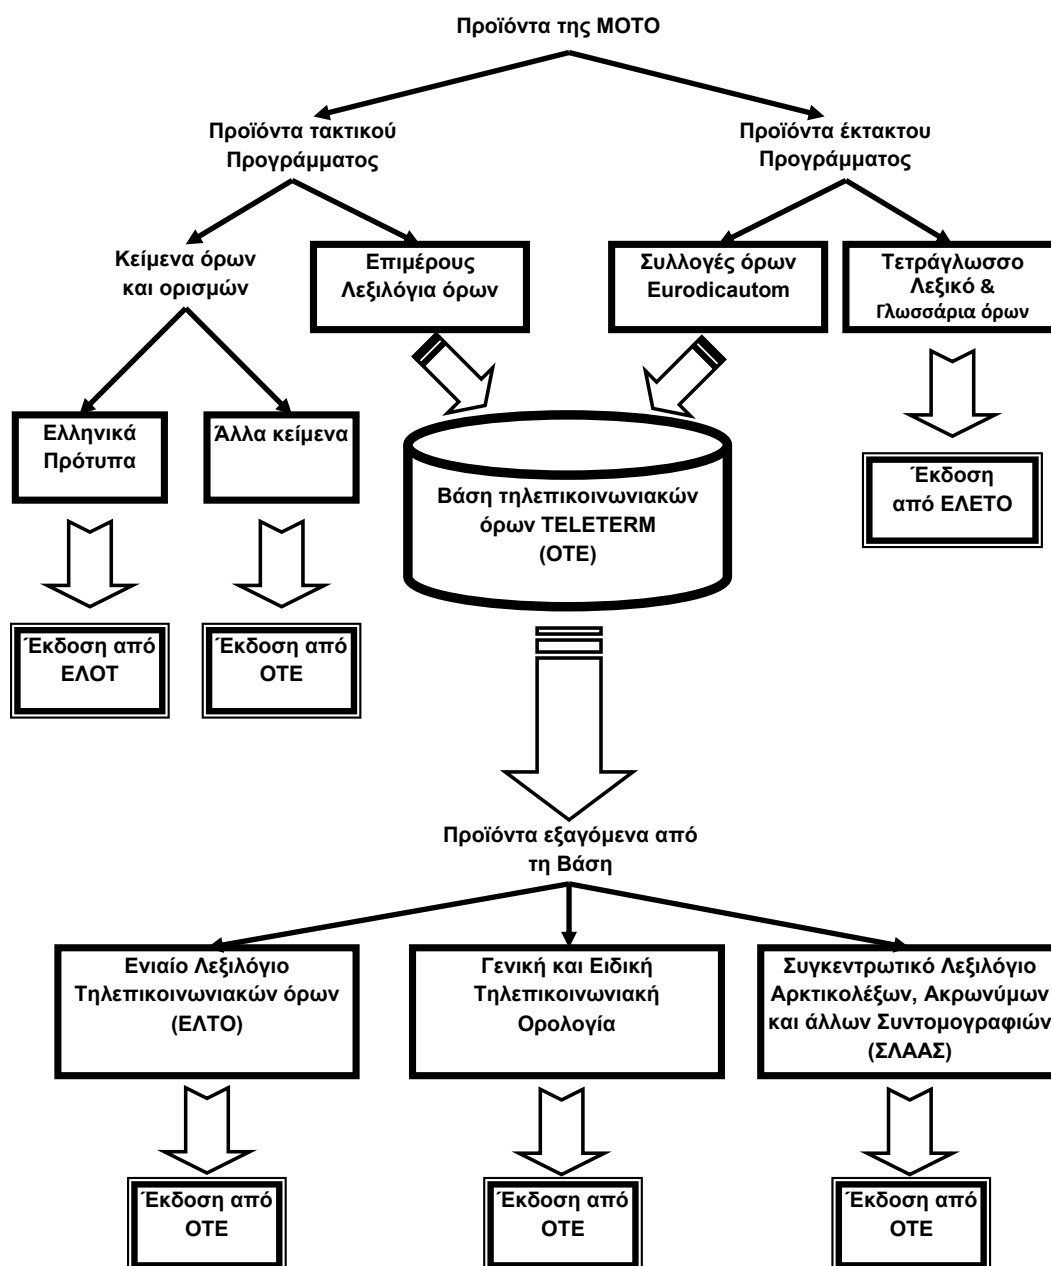 Προϊόντα της ΜΟΤΟ
Προϊόντα τακτικού
Προγράμματος
Προϊόντα έκτακτου
Προγράμματος
Κείμενα όρων
και ορισμών
Επιμέρους
Λεξιλόγια όρων
Συλλογές όρων
Eurodicautom
Τετράγλωσσο
Λεξικό &
Γλωσσάρια όρων
Ελληνικά
Πρότυπα
Άλλα κείμενα
Βάση τηλεπικοινωνιακών
όρων TELETERM
(ΟΤΕ)
Έκδοση
από ΕΛΕΤΟ
Έκδοση από
ΕΛΟΤ
Έκδοση από
ΟΤΕ
Προϊόντα εξαγόμενα από
τη Βάση
Ενιαίο Λεξιλόγιο
Τηλεπικοινωνιακών όρων
(ΕΛΤΟ)
Γενική και Ειδική
Τηλεπικοινωνιακή
Ορολογία
Συγκεντρωτικό Λεξιλόγιο
Αρκτικολέξων, Ακρωνύμων
και άλλων Συντομογραφιών
(ΣΛΑΑΣ)
Έκδοση από
ΟΤΕ
Έκδοση από
ΟΤΕ
Έκδοση από
ΟΤΕ